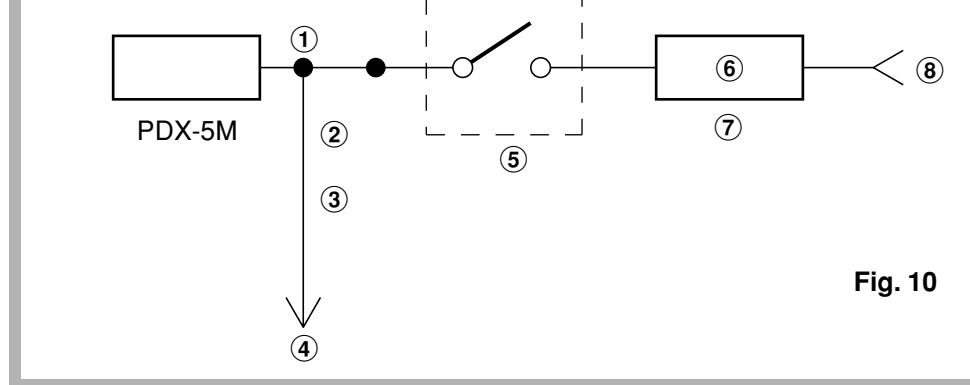 ①
⑥ ⑧
PDX-5M ② ⑦
⑤
③
Fig. 10
④